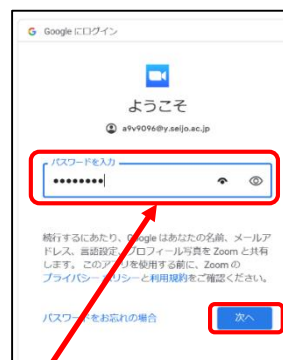 G Google にログイン
ようこそ
a9v9096@y.seijo.ac.jp
パスワードを入力
••••••••
続行するにあたり、Google はあなたの名前、メールア
ドレス、言語設定、プロフィール写真を Zoom と共有
します。このアプリを使用する前に、Zoom の
プライバシー ポリシーと利用規約をご確認ください。
パスワードをお忘れの場合
次へ